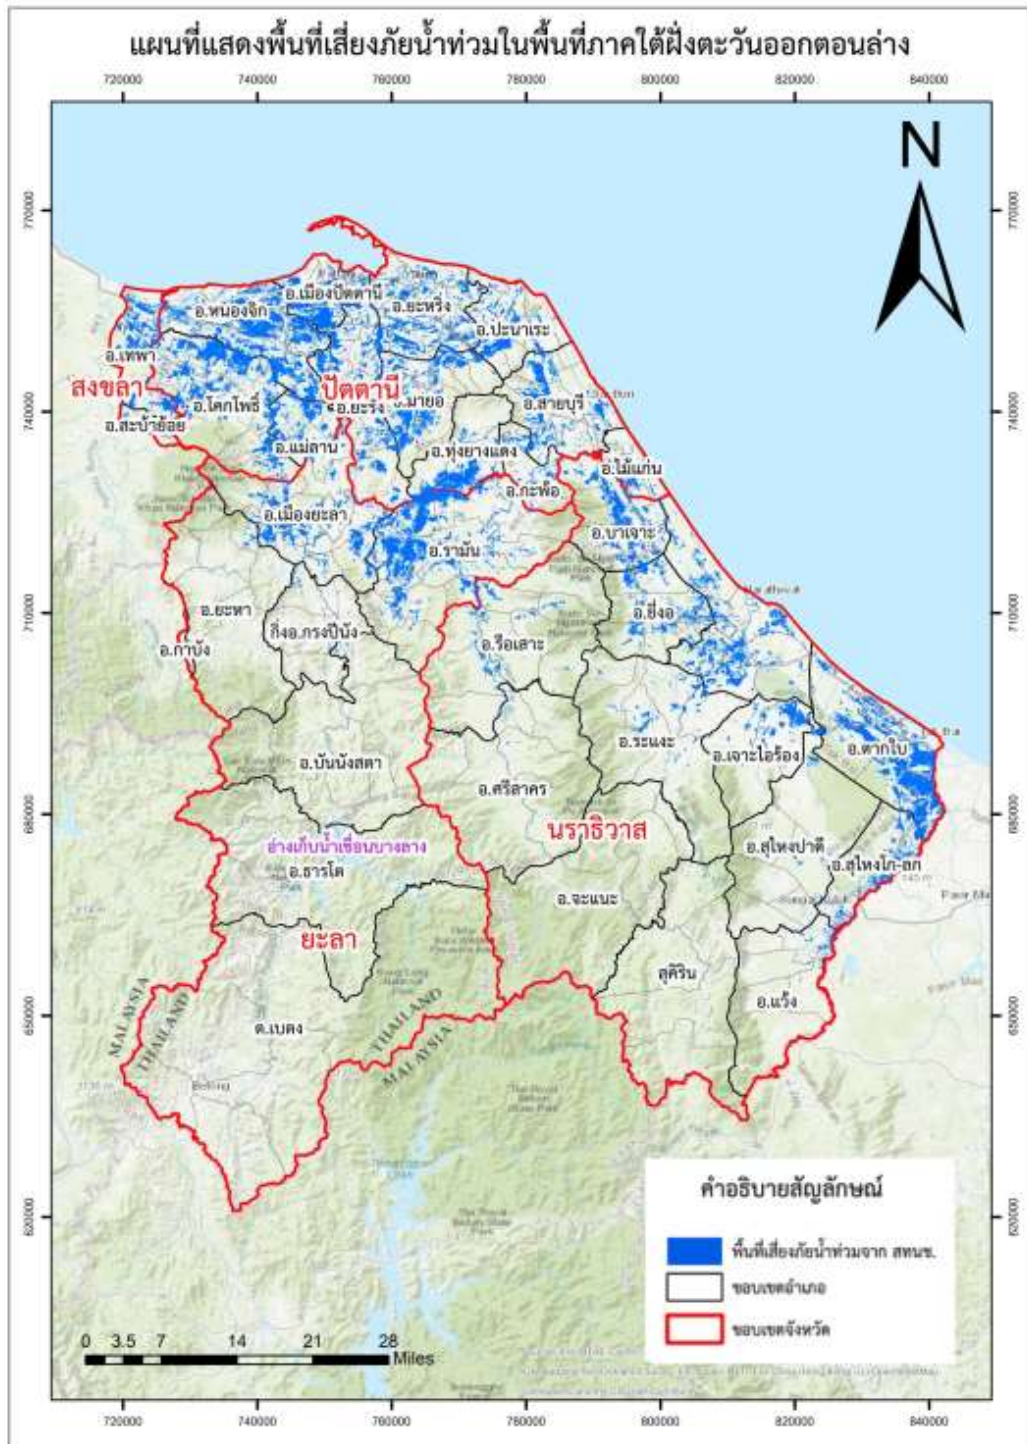 แผนที่แสดงพื้นที่เสี่ยงภัยน้ำท่วมในพื้นที่ภาคใต้ฝั่งตะวันออกตอนล่าง
720000 740000 760000 780000 800000 820000 840000
N
770000 770000
อ.เมืองปัตตานี
อ.หนองจิก
อ.ยะหริ่ง
อ.ปะนาเระ
อ.เทพา
สงขลา
ปัตตานี
อ.มายอ
อ.สายบุรี
อ.โคกโพธิ์
อ.ยะรัง
740000 740000
อ.สะบ้าย้อย
อ.แม่ลาน
อ.ทุ่งยางแดง
อ.ไม้แก่น
อ.กะพ้อ
อ.เมืองยะลา
อ.บาเจาะ
อ.รามัน
อ.ยะหา
อ.ยี่งอ
710000 710000
กิ่งอ.กรงปินัง
อ.รือเสาะ
อ.กาบัง
อ.ระแงะ
อ.เจาะไอร้อง
อ.ตากใบ
อ.บันนังสตา
อ.ศรีสาคร
680000 680000
นราธิวาส
อ่างเก็บน้ำเขื่อนบางลาง
อ.สุไหงปาดี
อ.ธารโต
อ.สุไหงโก-ลก
อ.จะแนะ
ยะลา
สุคิริน
อ.แว้ง
MALAYSIA
THAILAND
650000 650000
ต.เบตง
THAILAND
MALAYSIA
Betong
คำอธิบายสัญลักษณ์
620000 620000
พื้นที่เสี่ยงภัยน้ำท่วมจาก สทนช.
ขอบเขตอำเภอ
ขอบเขตจังหวัด
0 3.5 7 14 21 28
Miles
720000 740000 760000 780000 800000 820000 840000